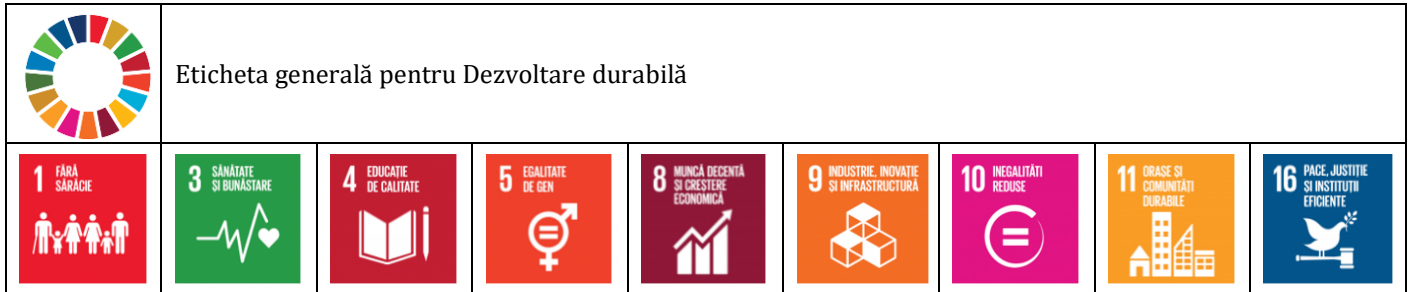 Eticheta generală pentru Dezvoltare durabilă
1 FĂRĂ
SĂRĂCIE
3 SĂNĂTATE
ȘI BUNĂSTARE
4 EDUCAȚIE
DE CALITATE
5 EGALITATE
DE GEN
8 MUNCĂ DECENTĂ
ȘI CREȘTERE
ECONOMICĂ
9 INDUSTRIE, INOVAȚIE
ȘI INFRASTRUCTURĂ
10 INEGALITĂȚI
REDUSE
11 ORAȘE ȘI
COMUNITĂȚI
DURABILE
16 PACE, JUSTIȚIE
ȘI INSTITUȚII
EFICIENTE